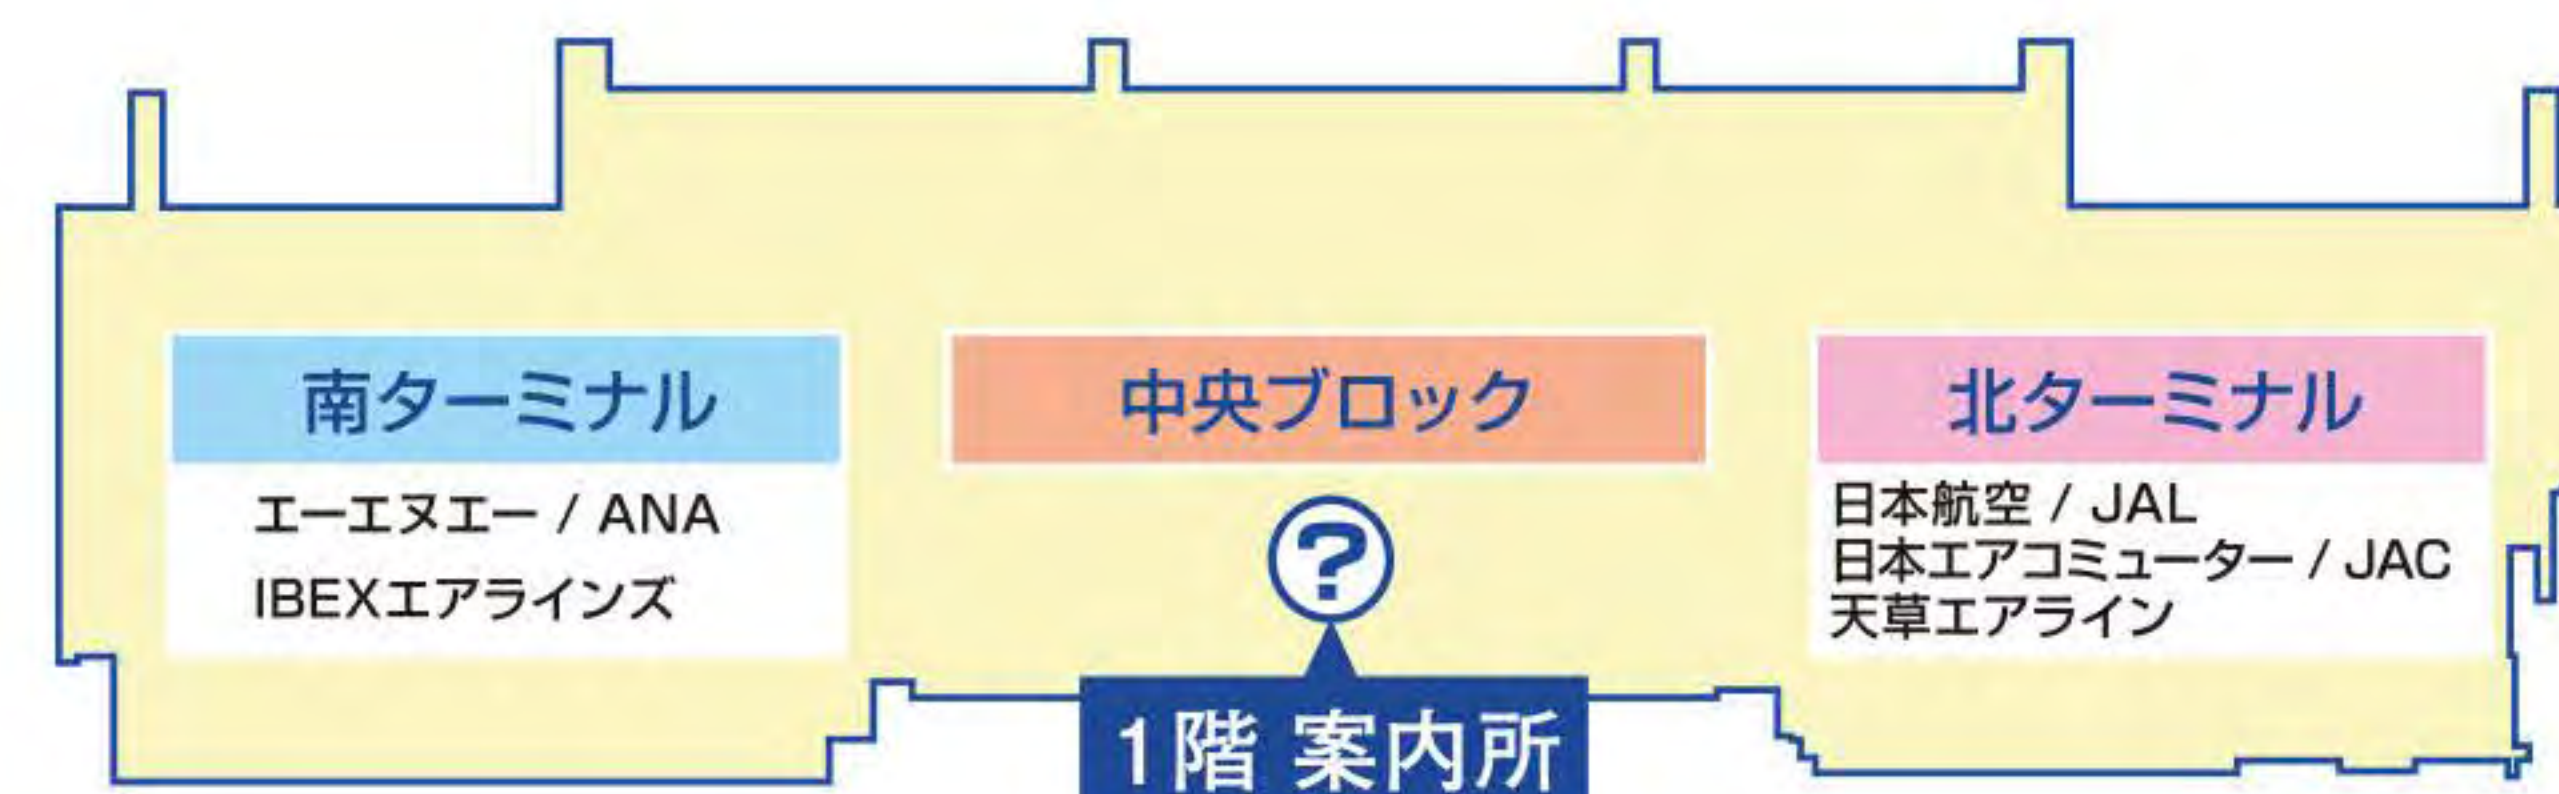 南ターミナル
エーエヌエー / ANA
IBEXエアラインズ
中央ブロック
?
1階 案内所
北ターミナル
日本航空 / JAL
日本エアコミューター / JAC
天草エアライン